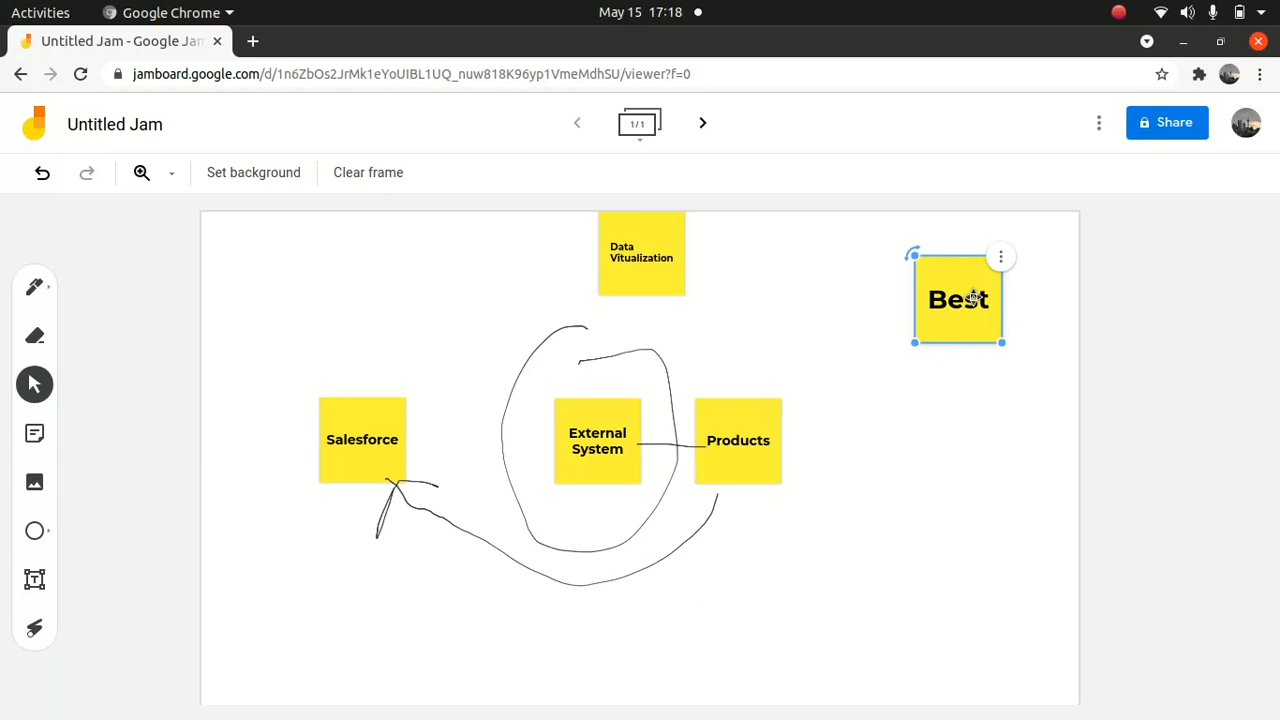 Activities
Google Chrome
May 15 17:18
Untitled Jam - Google Jam
jamboard.google.com/d/1n6ZbOs2JrMk1eYoUIBL1UQ_nuw818K96yp1VmeMdhSU/viewer?f=0
Untitled Jam
1/1
Share
Set background
Clear frame
Data
Vitualization
Best
Salesforce
External
System
Products